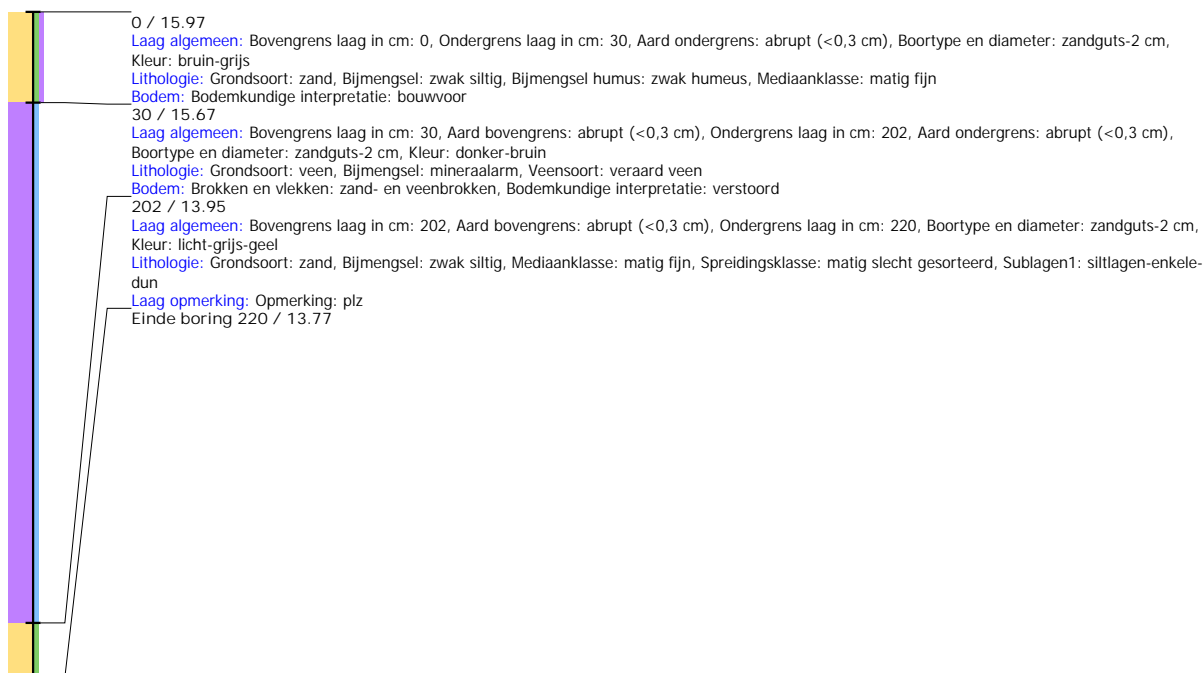 0 / 15.97
Laag algemeen: Bovengrens laag in cm: 0, Ondergrens laag in cm: 30, Aard ondergrens: abrupt (<0,3 cm), Boortype en diameter: zandguts-2 cm,
Kleur: bruin-grijs
Lithologie: Grondsoort: zand, Bijmengsel: zwak siltig, Bijmengsel humus: zwak humeus, Mediaanklasse: matig fijn
Bodem: Bodemkundige interpretatie: bouwvoor
30 / 15.67
Laag algemeen: Bovengrens laag in cm: 30, Aard bovengrens: abrupt (<0,3 cm), Ondergrens laag in cm: 202, Aard ondergrens: abrupt (<0,3 cm),
Boortype en diameter: zandguts-2 cm, Kleur: donker-bruin
Lithologie: Grondsoort: veen, Bijmengsel: mineraalarm, Veensoort: veraard veen
Bodem: Brokken en vlekken: zand- en veenbrokken, Bodemkundige interpretatie: verstoord
202 / 13.95
Laag algemeen: Bovengrens laag in cm: 202, Aard bovengrens: abrupt (<0,3 cm), Ondergrens laag in cm: 220, Boortype en diameter: zandguts-2 cm,
Kleur: licht-grijs-geel
Lithologie: Grondsoort: zand, Bijmengsel: zwak siltig, Mediaanklasse: matig fijn, Spreidingsklasse: matig slecht gesorteerd, Sublagen1: siltlagen-enkele-
dun
Laag opmerking: Opmerking: plz
Einde boring 220 / 13.77